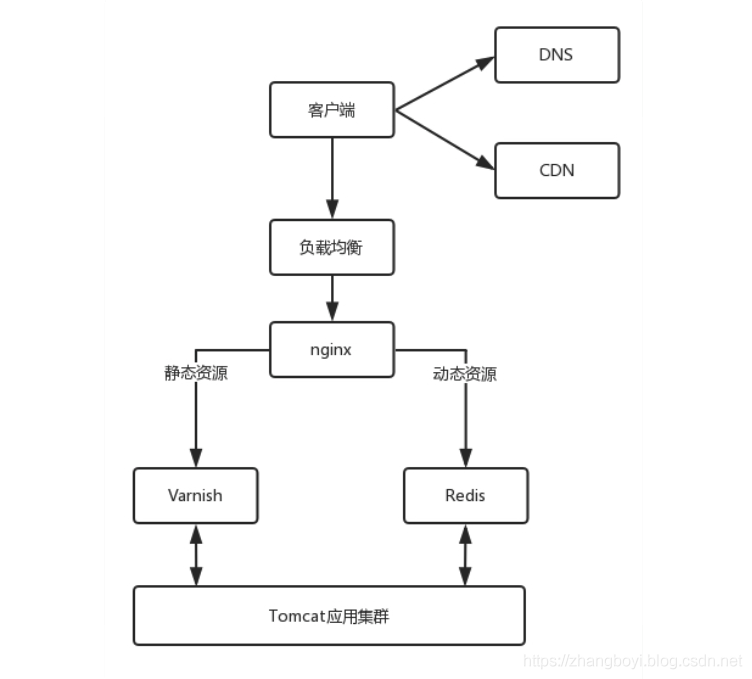 DNS
客户端
CDN
负载均衡
nginx
静态资源
动态资源
Varnish
Redis
Tomcat应用集群
https://zhangboyi.blog.csdn.net